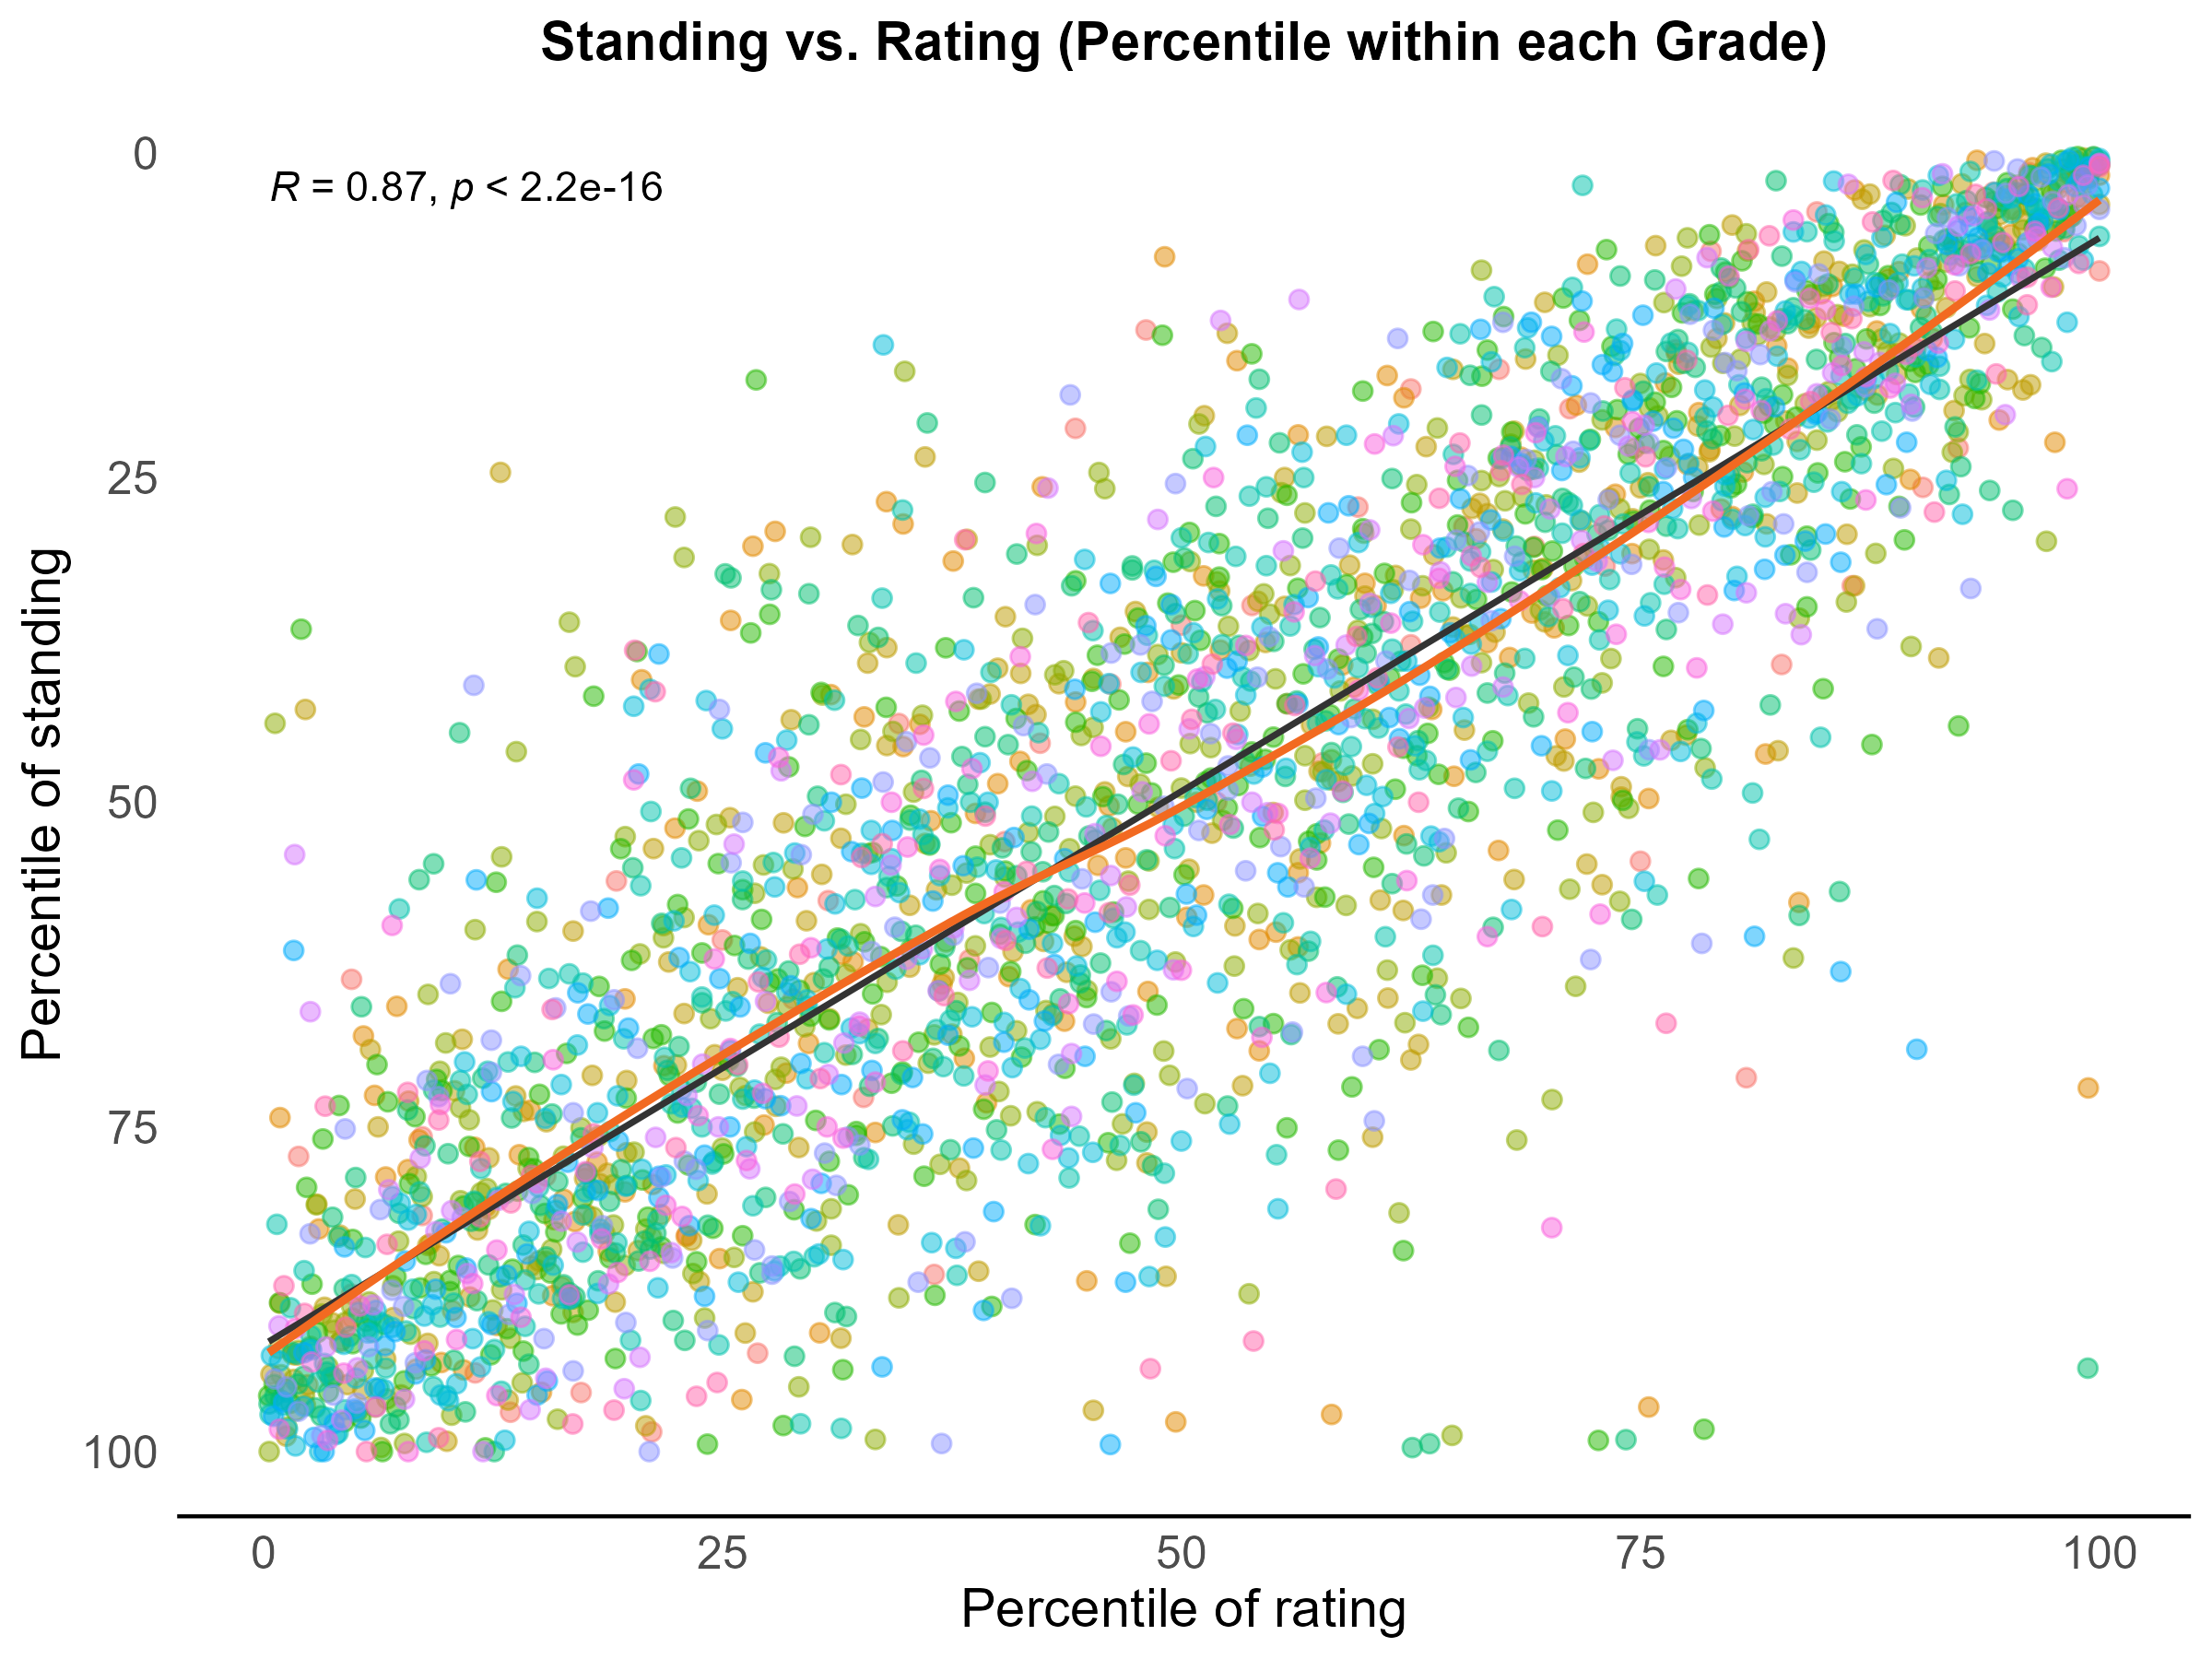 Standing vs. Rating (Percentile within each Grade)
R = 0.87, p < 2.2e-16
0
25
50
75
100
Percentile of standing
0 25 50 75 100
Percentile of rating